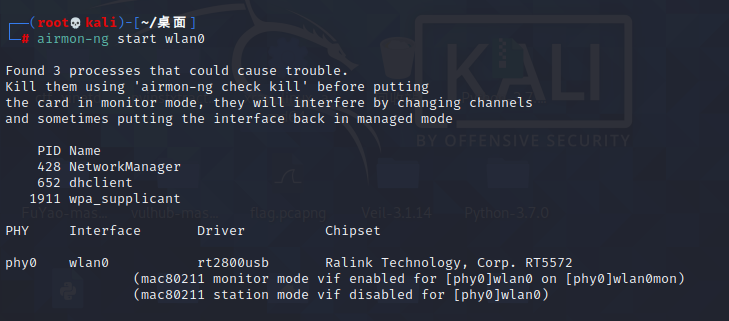 ┌──(root💀kali)-[~/桌面]
└─# airmon-ng start wlan0
Found 3 processes that could cause trouble.
Kill them using 'airmon-ng check kill' before putting
the card in monitor mode, they will interfere by changing channels
and sometimes putting the interface back in managed mode
PID Name
428 NetworkManager
652 dhclient
1911 wpa_supplicant
KALI
BY OFFENSIVE SECURITY
FuYao-mas... vulhub-mas... flag.pcapng Veil-3.1.14 Python-3.7.0
PHY Interface Driver Chipset
phy0 wlan0 rt2800usb Ralink Technology, Corp. RT5572
(mac80211 monitor mode vif enabled for [phy0]wlan0 on [phy0]wlan0mon)
(mac80211 station mode vif disabled for [phy0]wlan0)